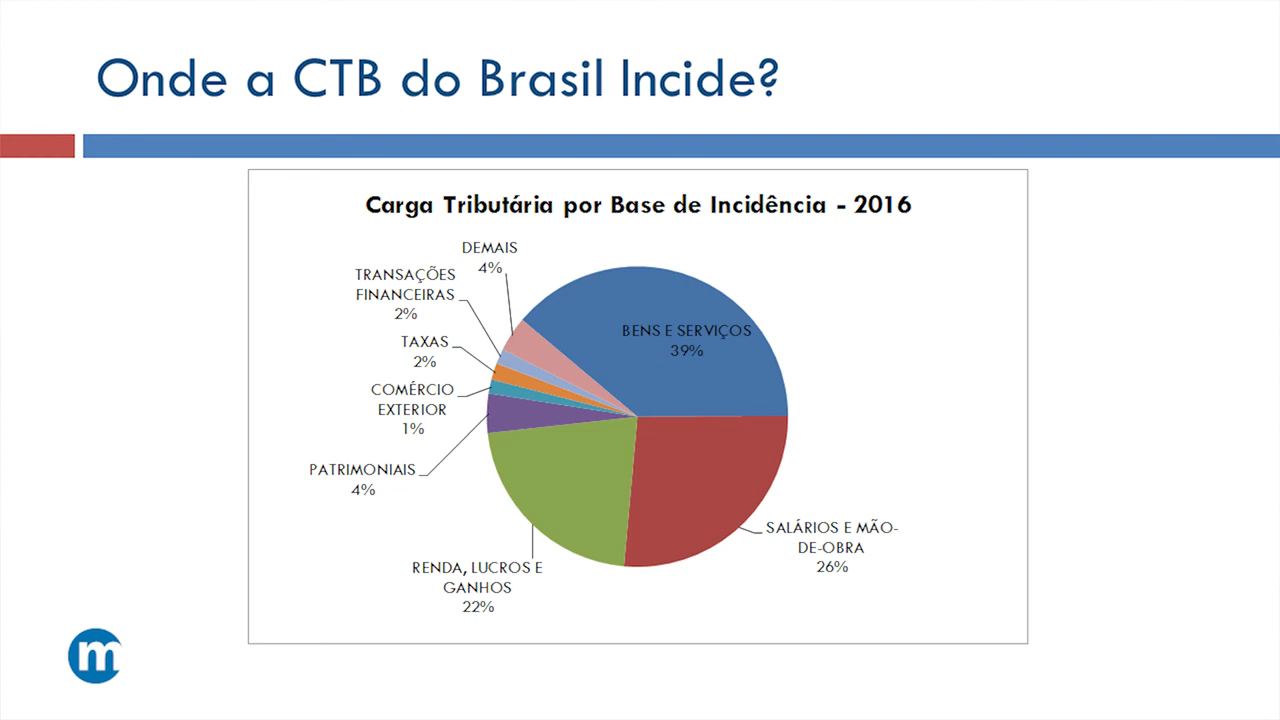 Onde a CTB do Brasil Incide?
Carga Tributária por Base de Incidência - 2016
DEMAIS
4%
TRANSAÇÕES
FINANCEIRAS
2%
TAXAS
2%
COMÉRCIO
EXTERIOR
1%
PATRIMONIAIS
4%
RENDA, LUCROS E
GANHOS
22%
BENS E SERVIÇOS
39%
SALÁRIOS E MÃO-
DE-OBRA
26%
m